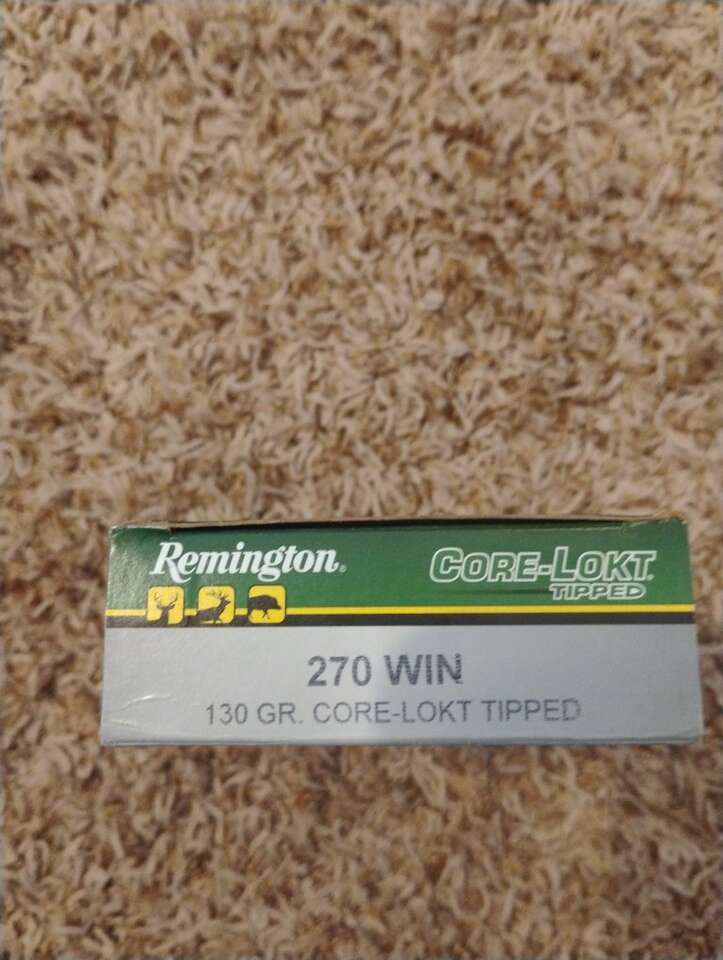 Remington. CORE-LOKT.
TIPPED
270 WIN
130 GR. CORE-LOKT TIPPED